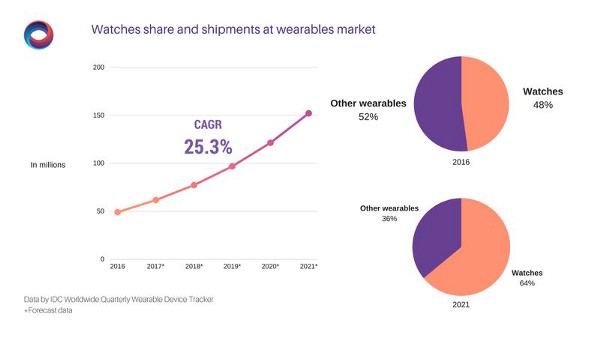 Watches share and shipments at wearables market
In millions
200
150
100
50
0
2016
2017*
2018*
2019*
2020*
2021*
CAGR
25.3%
Other wearables
52%
Watches
48%
2016
Other wearables
36%
Watches
64%
2021
Data by IDC Worldwide Quarterly Wearable Device Tracker
*Forecast data